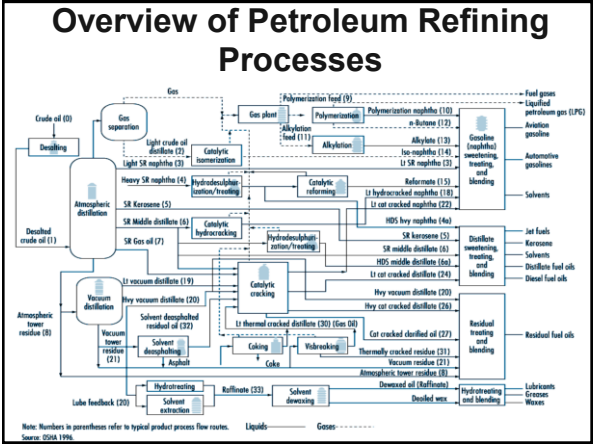 Overview of Petroleum Refining
Processes
Gas
Polymerization feed (9)
Fuel gases
Liquified
petroleum gas (LPG)
Crude oil (0)
Gas
separation
Gas plant
Polymerization
Polymerization naphtha (10)
n-Butane (12)
Aviation
gasoline
Desalting
Light crude oil
distillate (2)
Alkylation
feed (11)
Alkylation
Alkylate (13)
Gasoline
(naphtha)
sweetening,
treating,
and
blending
Catalytic
isomerization
Iso-naphtha (14)
Automotive
gasolines
Light SR naphtha (3)
Lt SR naphtha (3)
Heavy SR naphtha (4)
Hydrodesulphur-
ization/treating
Catalytic
reforming
Reformate (15)
Lt hydrocracked naphtha (18)
Solvents
Atmospheric
distillation
SR Kerosene (5)
Lt cat cracked naphtha (22)
SR Middle distillate (6)
Catalytic
hydrocracking
HDS hvy naphtha (4a)
Jet fuels
Desalted
crude oil (1)
SR Gas oil (7)
Hydrodesulphur-
ization/treating
SR kerosene (5)
SR middle distillate (6)
HDS middle distillate (6a)
Lt cat cracked distillate (24)
Distillate
sweetening,
treating,
and
blending
Kerosene
Solvents
Distillate fuel oils
Diesel fuel oils
Lt vacuum distillate (19)
Catalytic
cracking
Vacuum
distillation
Hvy vacuum distillate (20)
Hvy vacuum distillate (20)
Hvy cat cracked distillate (26)
Atmospheric
tower
residue (8)
Solvent deasphalted
residual oil (32)
Lt thermal cracked distillate (30) (Gas Oil)
Residual
treating
and
blending
Vacuum
tower
residue
(21)
Solvent
deasphalting
Coking
Visbreaking
Cat cracked clarified oil (27)
Residual fuel oils
Thermally cracked residue (31)
Asphalt
Coke
Vacuum residue (21)
Atmospheric tower residue (8)
Lube feedback (20)
Hydrotreating
Solvent
extraction
Raffinate (33)
Solvent
dewaxing
Dewaxed oil (Raffinate)
Deoiled wax
Hydrotreating
and blending
Lubricants
Greases
Waxes
Note: Numbers in parentheses refer to typical product process flow routes.
Liquids
Gases
Source: OSHA 1996.